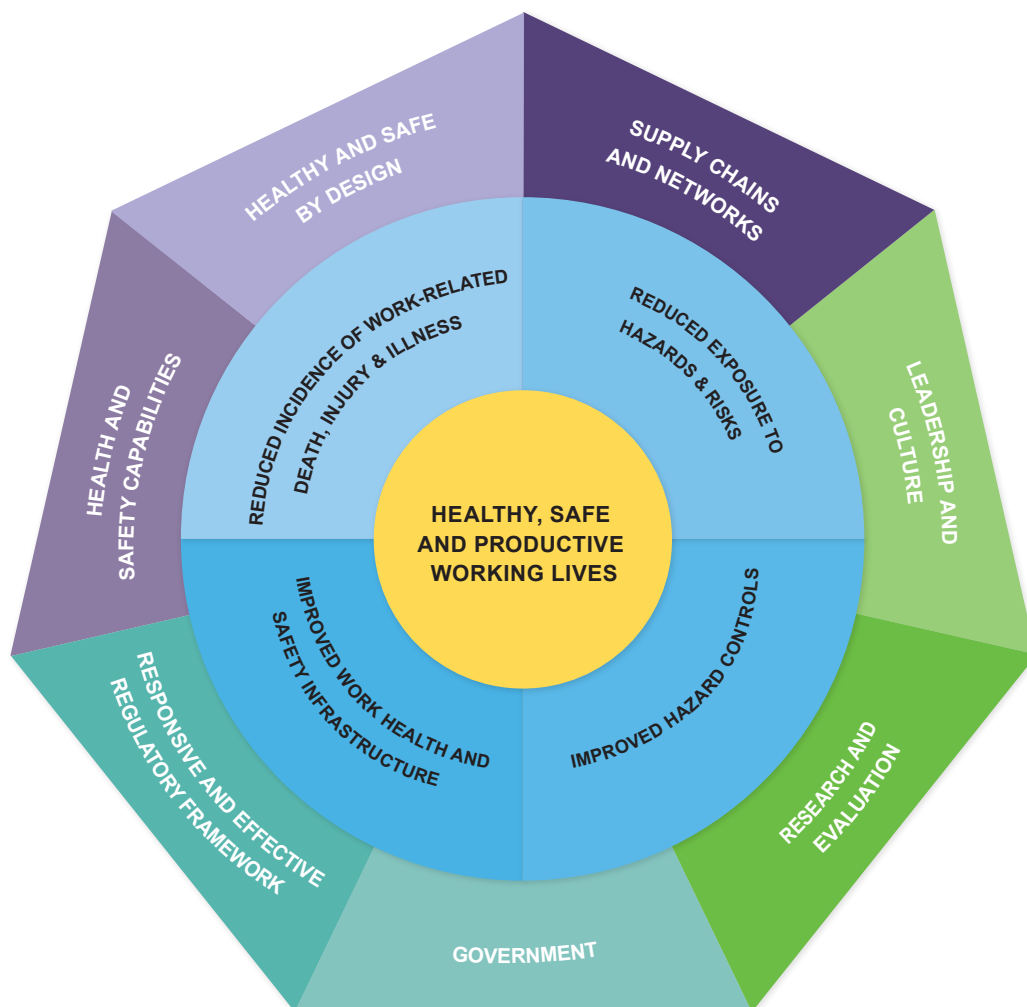 HEALTHY AND SAFE
BY DESIGN
SUPPLY CHAINS
AND NETWORKS
LEADERSHIP AND
CULTURE
RESEARCH AND
EVALUATION
GOVERNMENT
RESPONSIVE AND EFFECTIVE
REGULATORY FRAMEWORK
HEALTH AND
SAFETY CAPABILITIES
REDUCED INCIDENCE OF WORK-RELATED
DEATH, INJURY & ILLNESS
REDUCED EXPOSURE TO
HAZARDS & RISKS
IMPROVED HAZARD CONTROLS
IMPROVED WORK HEALTH AND
SAFETY INFRASTRUCTURE
HEALTHY, SAFE
AND PRODUCTIVE
WORKING LIVES